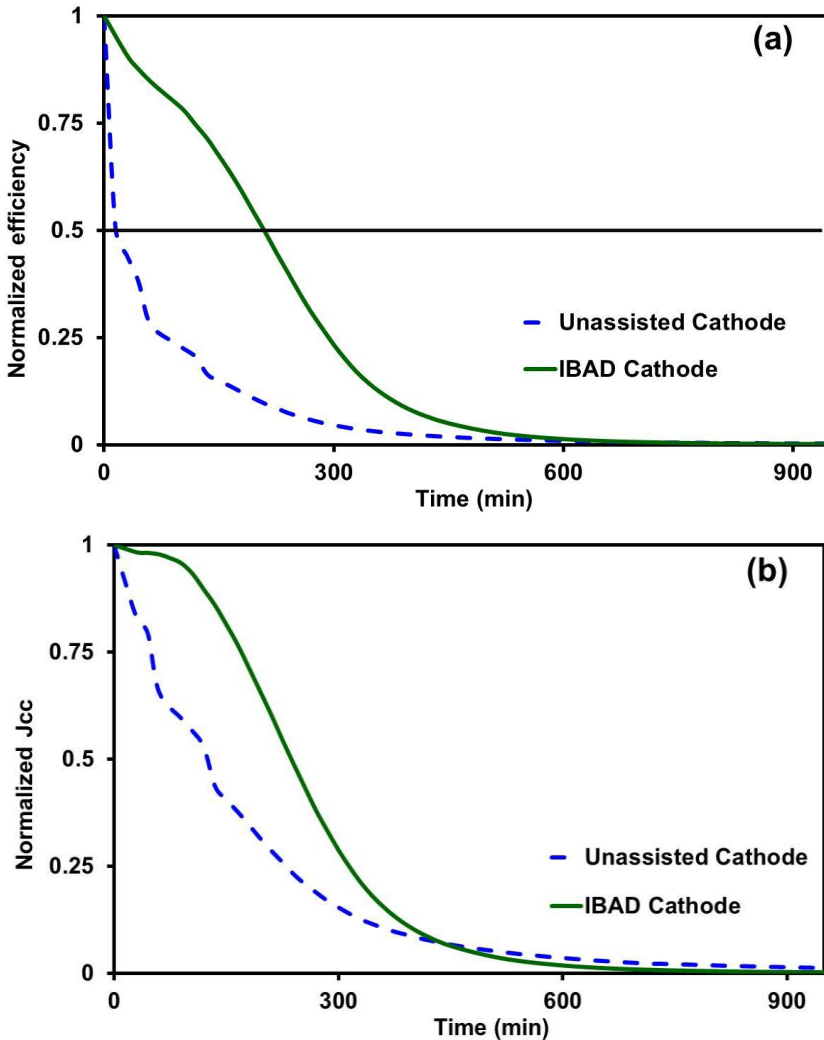 (a)
1
0.75
0.5
0.25
0
Normalized efficiency
Unassisted Cathode
IBAD Cathode
0 300 600 900
Time (min)
(b)
1
0.75
0.5
0.25
0
Normalized Jcc
Unassisted Cathode
IBAD Cathode
0 300 600 900
Time (min)